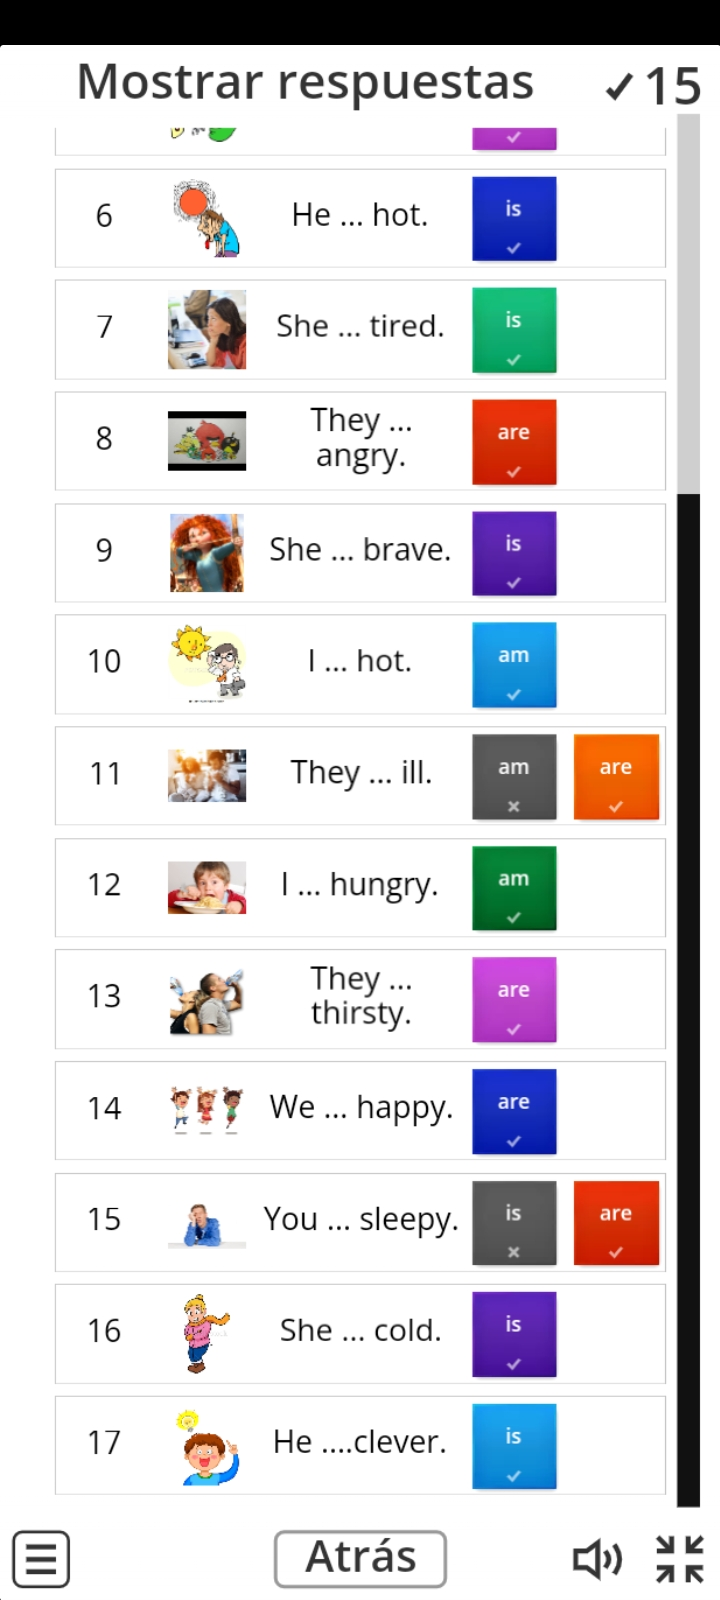 Mostrar respuestas ✓15
6 He ... hot. is ✓
7 She ... tired. is ✓
8 They ... angry. are ✓
9 She ... brave. is ✓
10 I ... hot. am ✓
11 They ... ill. am × are ✓
12 I ... hungry. am ✓
13 They ... thirsty. are ✓
14 We ... happy. are ✓
15 You ... sleepy. is × are ✓
16 She ... cold. is ✓
17 He ....clever. is ✓
Atrás